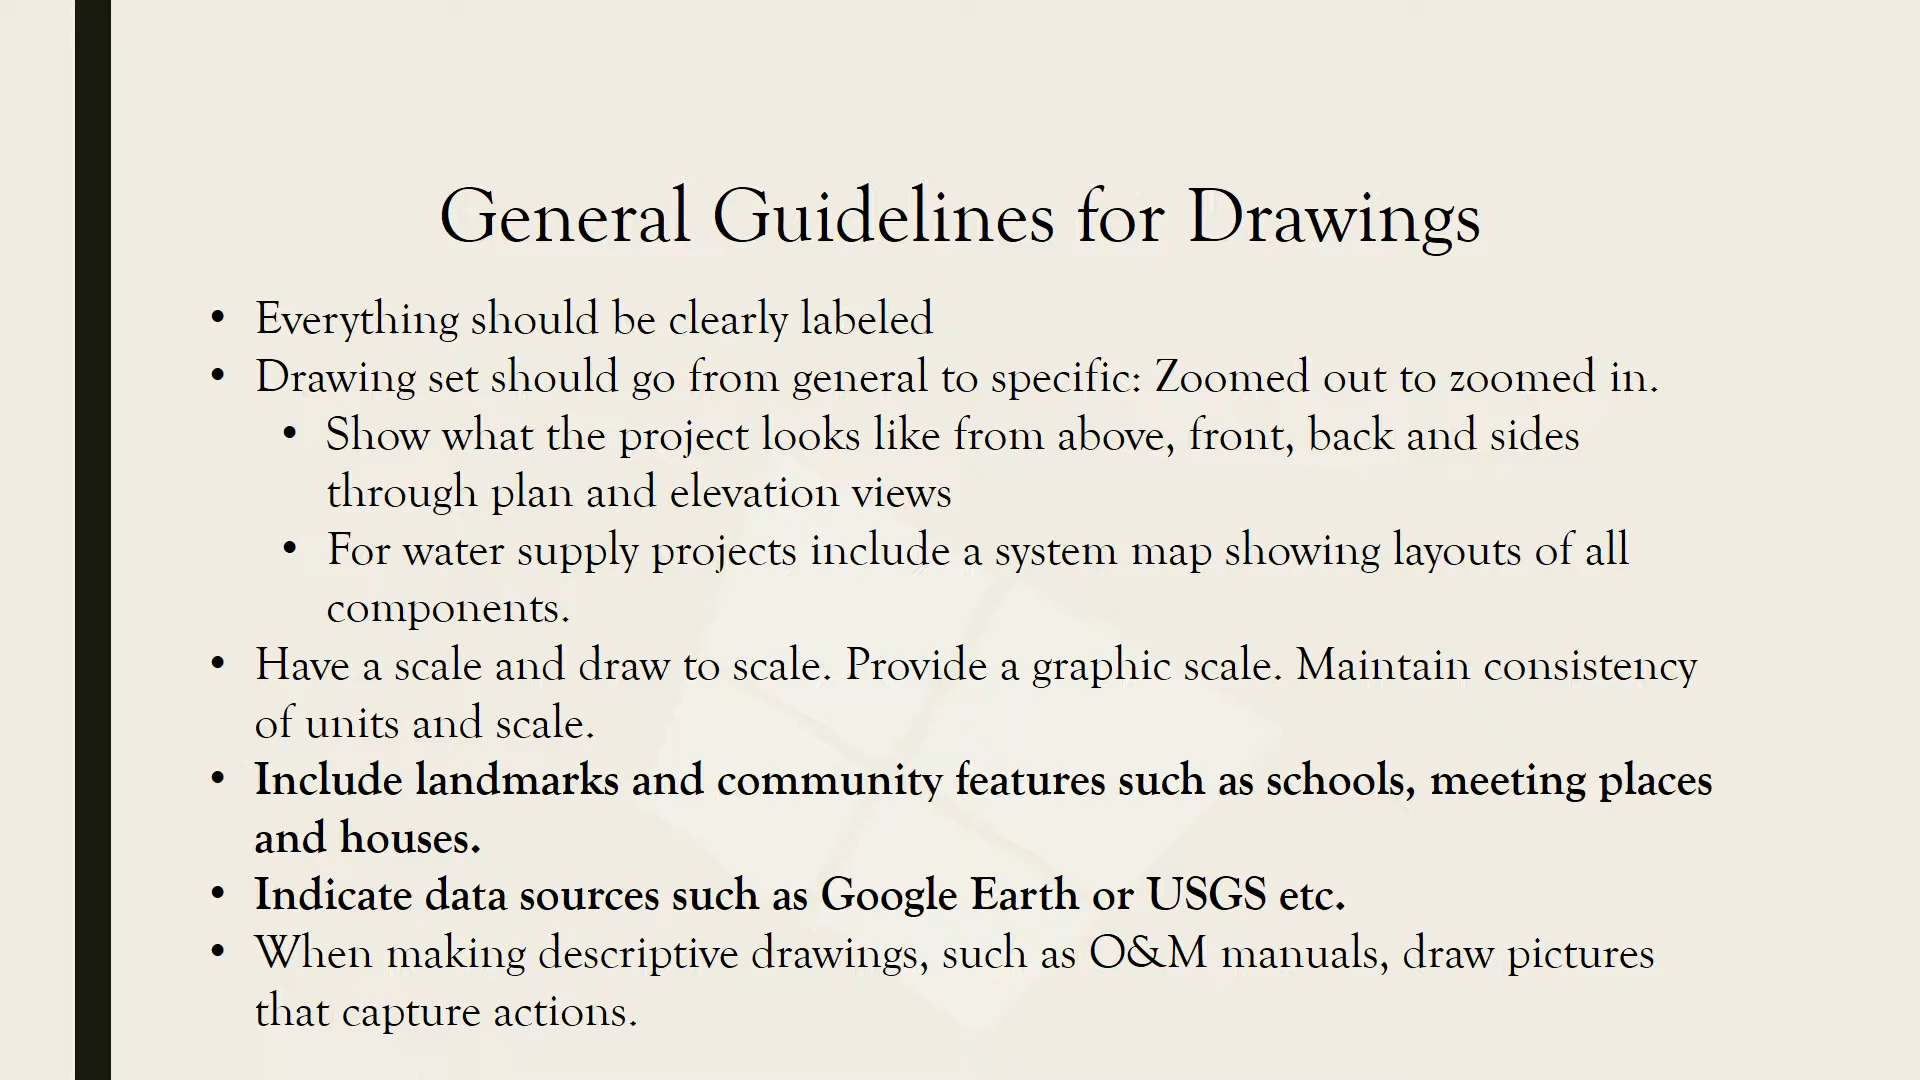 General Guidelines for Drawings
• Everything should be clearly labeled
• Drawing set should go from general to specific: Zoomed out to zoomed in.
• Show what the project looks like from above, front, back and sides
through plan and elevation views
• For water supply projects include a system map showing layouts of all
components.
• Have a scale and draw to scale. Provide a graphic scale. Maintain consistency
of units and scale.
• Include landmarks and community features such as schools, meeting places
and houses.
• Indicate data sources such as Google Earth or USGS etc.
• When making descriptive drawings, such as O&M manuals, draw pictures
that capture actions.